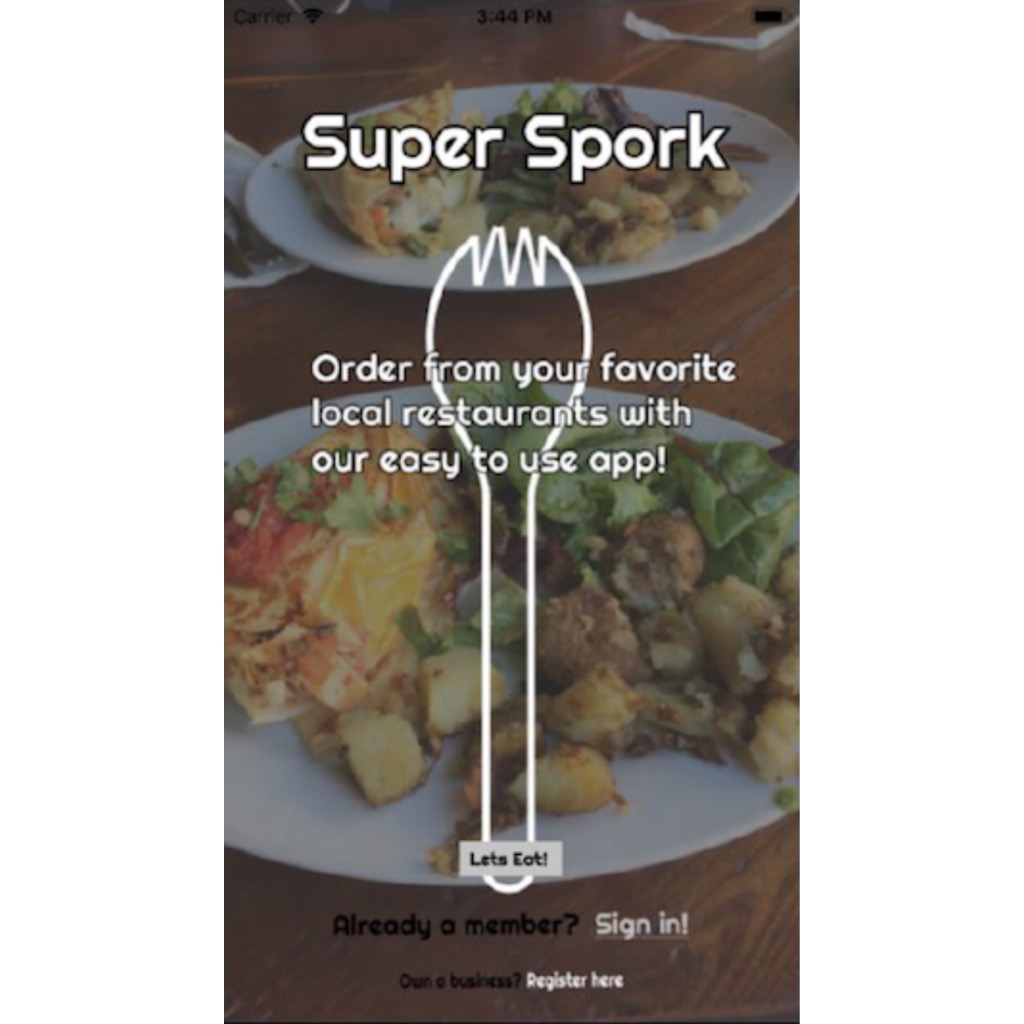 Carrier 3:44 PM
Super Spork
Order from your favorite
local restaurants with
our easy to use app!
Lets Eat!
Already a member? Sign in!
Own a business? Register here